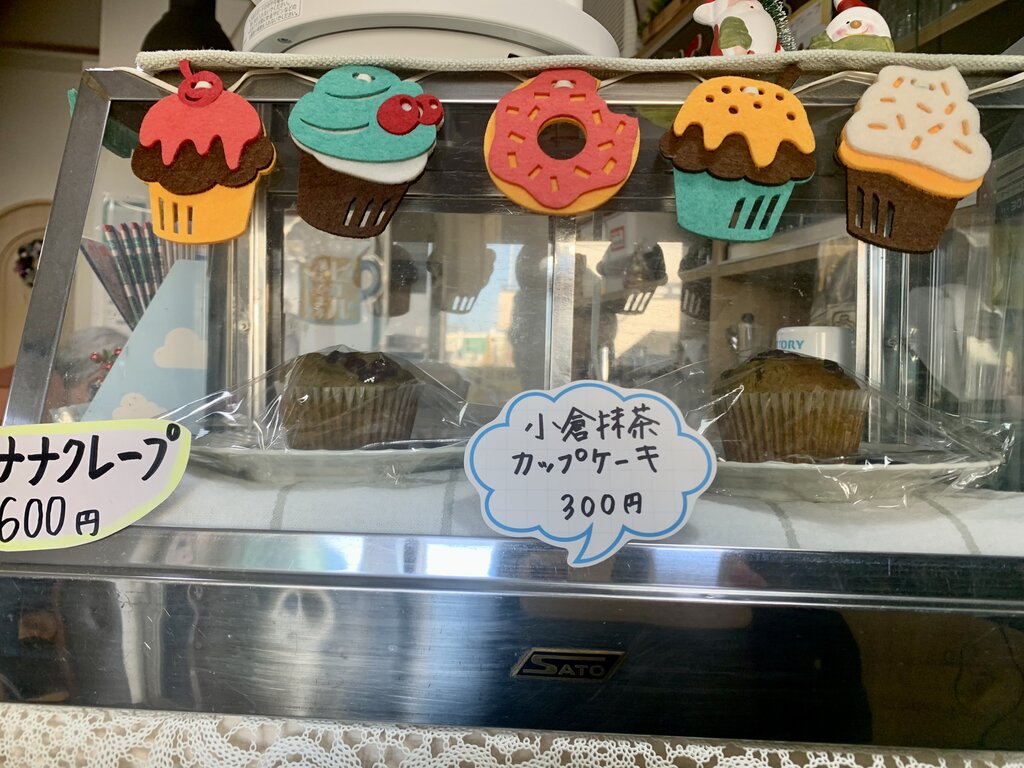 ナナクレープ
600円
小倉抹茶
カップケーキ
300円
SATO